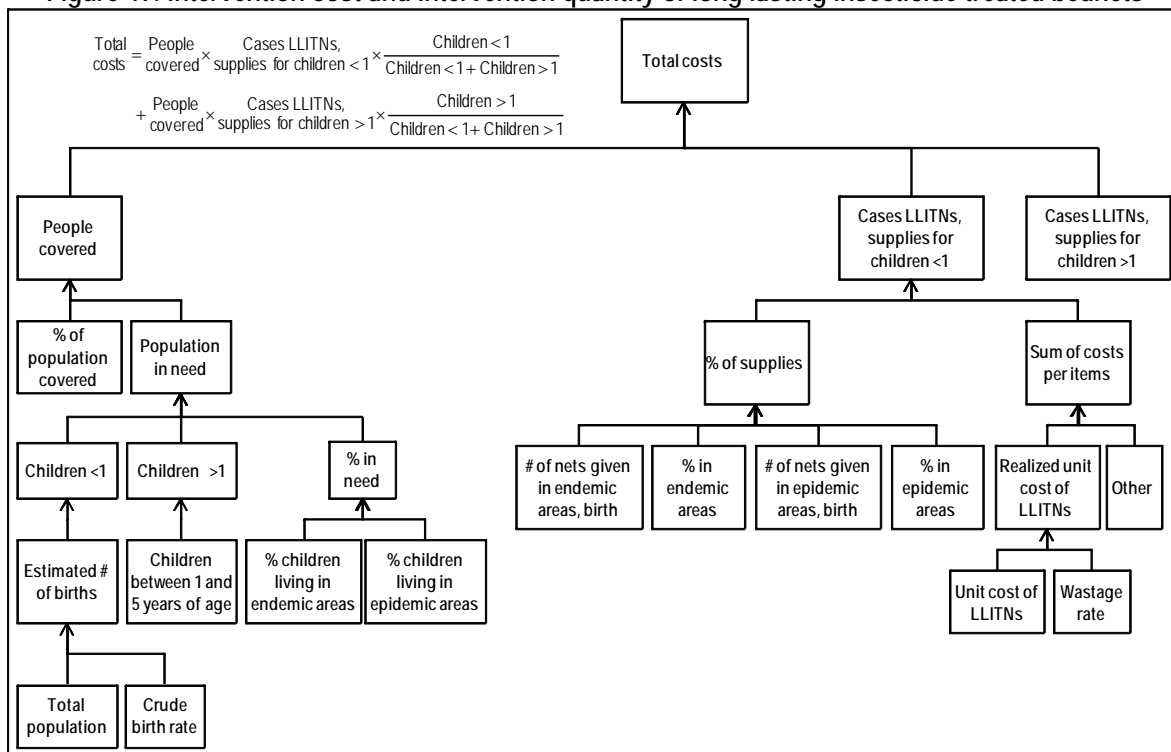 Figure 17: Intervention cost and intervention quantity of long lasting insecticide treated bednets
Total costs = People covered × Cases LLITNs, supplies for children <1 × Children <1 / Children <1 + Children >1
+ People covered × Cases LLITNs, supplies for children >1 × Children >1 / Children <1 + Children >1
Total costs
People
covered
Cases LLITNs,
supplies for
children <1
Cases LLITNs,
supplies for
children >1
% of
population
covered
Population
in need
% of supplies
Sum of costs
per items
Children <1
Children >1
% in
need
# of nets given
in endemic
areas, birth
% in
endemic
areas
# of nets given
in epidemic
areas, birth
% in
epidemic
areas
Realized unit
cost of
LLITNs
Other
Estimated #
of births
Children
between 1 and
5 years of age
% children
living in
endemic areas
% children
living in
epidemic areas
Unit cost of
LLITNs
Wastage
rate
Total
population
Crude
birth rate